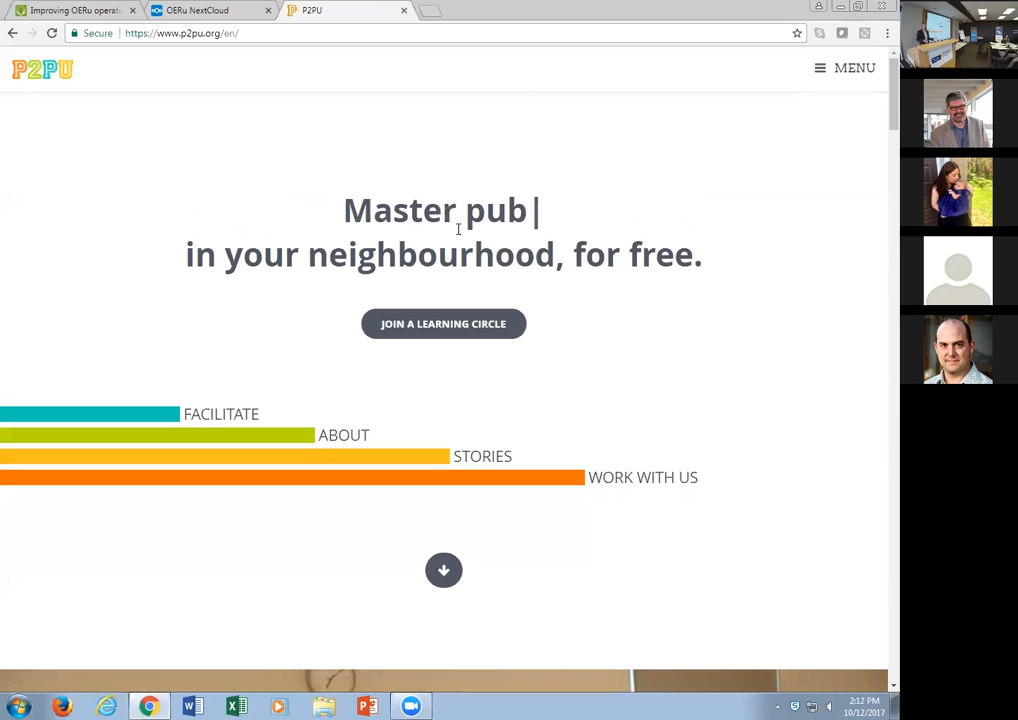 Improving OERu operati
OERu NextCloud
P2PU
Secure
https://www.p2pu.org/en/
P2PU
MENU
Master pub|
in your neighbourhood, for free.
JOIN A LEARNING CIRCLE
FACILITATE
ABOUT
STORIES
WORK WITH US
2:12 PM
10/12/2017